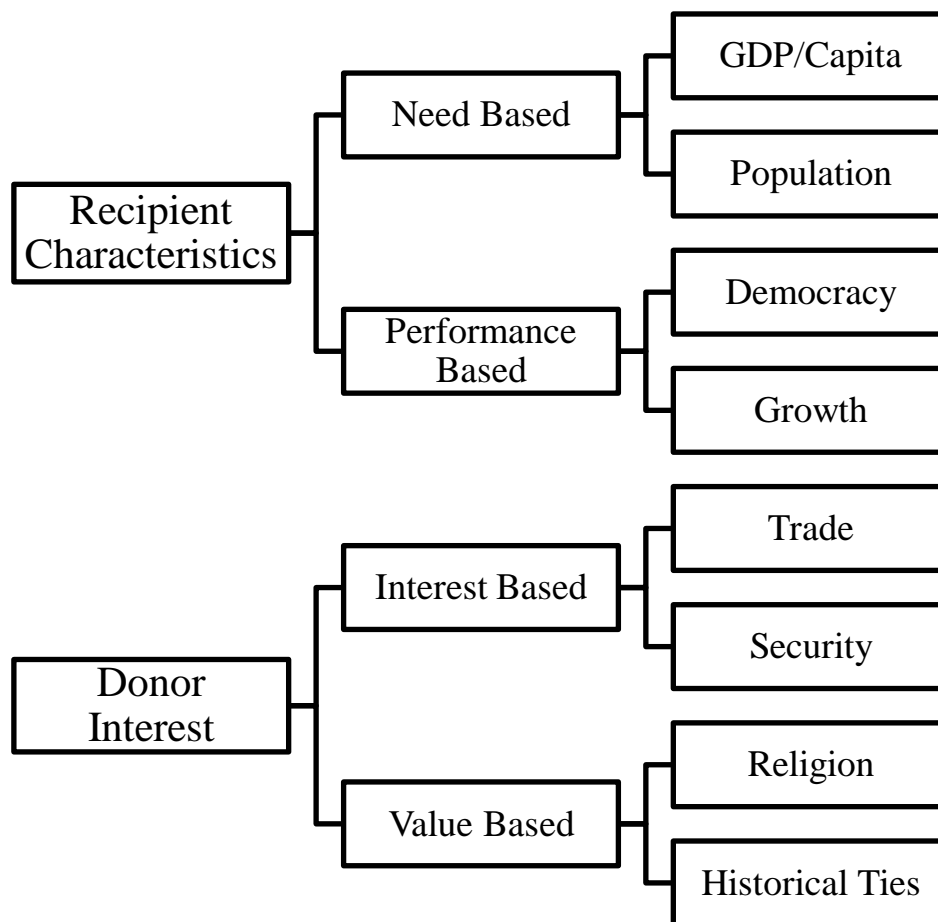 GDP/Capita
Need Based
Population
Recipient
Characteristics
Democracy
Performance
Based
Growth
Trade
Interest Based
Security
Donor
Interest
Religion
Value Based
Historical Ties